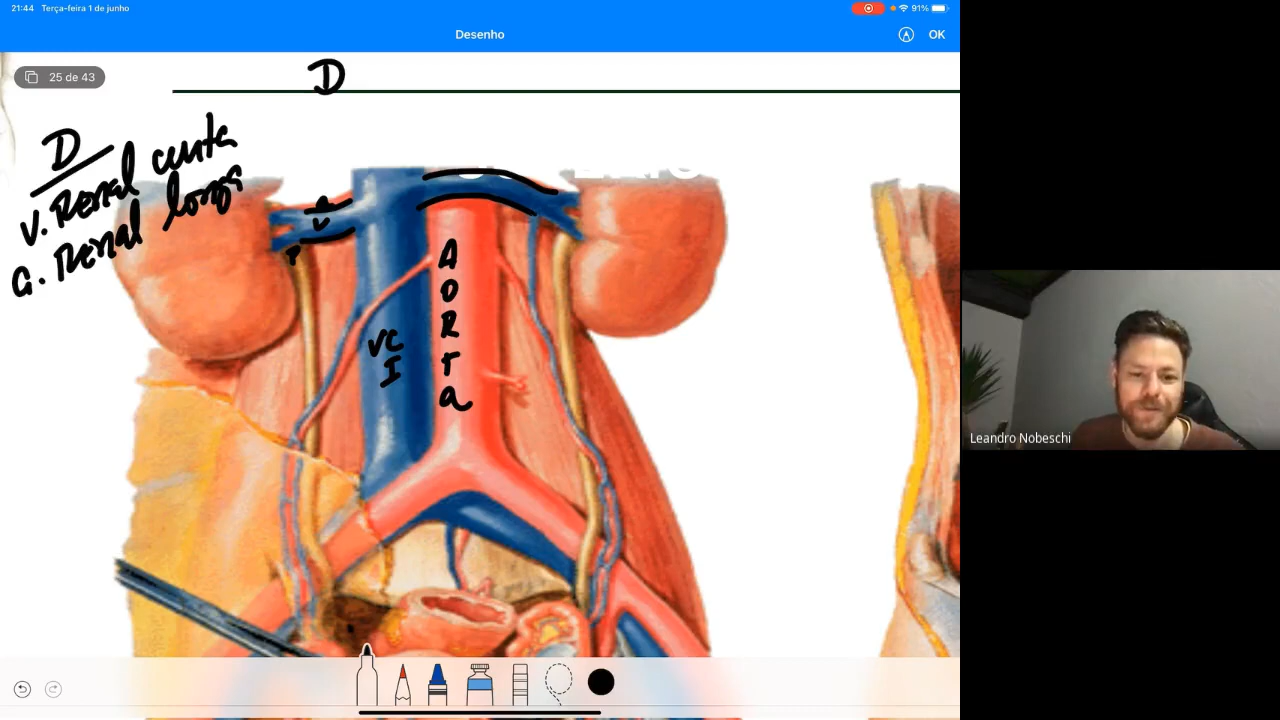 21:44 Terça-feira 1 de junho
91%
Desenho
OK
25 de 43
D
D
V. Renal curta
a. Renal longa
a
v
P
AORTA
VCI
Leandro Nobeschi